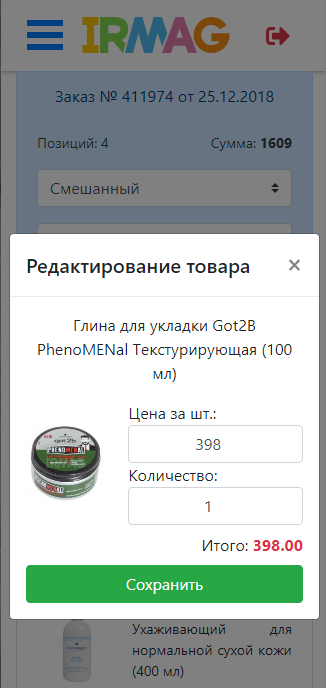 IRMAG
Заказ № 411974 от 25.12.2018
Позиций: 4 Сумма: 1609
Смешанный
Редактирование товара ×
Глина для укладки Got2B
PhenoMENal Текстурирующая (100
мл)
got2b
PHENOMENAL
Цена за шт.:
398
Количество:
1
Итого: 398.00
Сохранить
Ухаживающий для
нормальной сухой кожи
(400 мл)